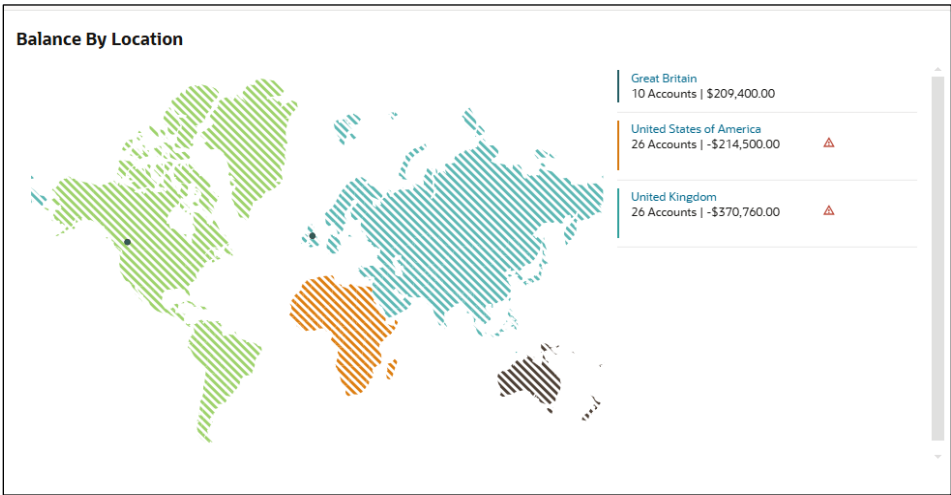 Balance By Location
Great Britain
10 Accounts | $209,400.00
United States of America
26 Accounts | -$214,500.00
United Kingdom
26 Accounts | -$370,760.00